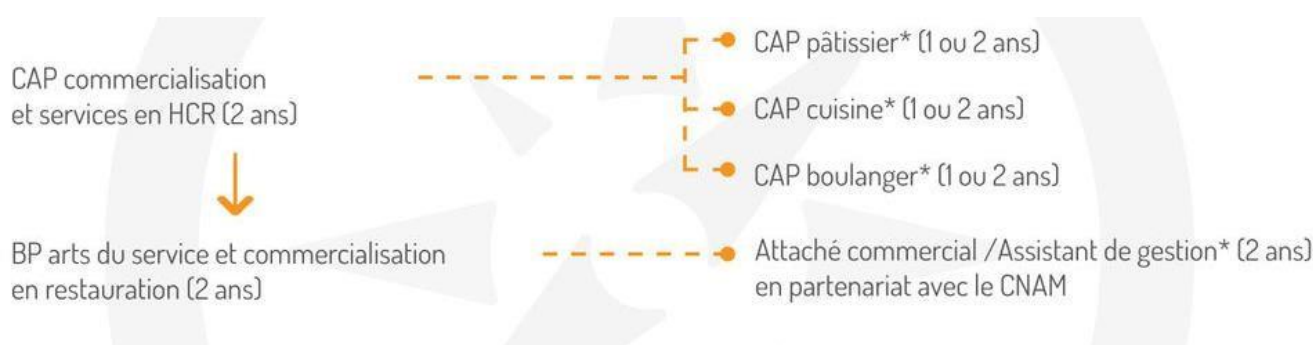 CAP commercialisation
et services en HCR (2 ans)
CAP pâtissier* (1 ou 2 ans)
CAP cuisine* (1 ou 2 ans)
CAP boulanger* (1 ou 2 ans)
BP arts du service et commercialisation
en restauration (2 ans)
Attaché commercial /Assistant de gestion* (2 ans)
en partenariat avec le CNAM